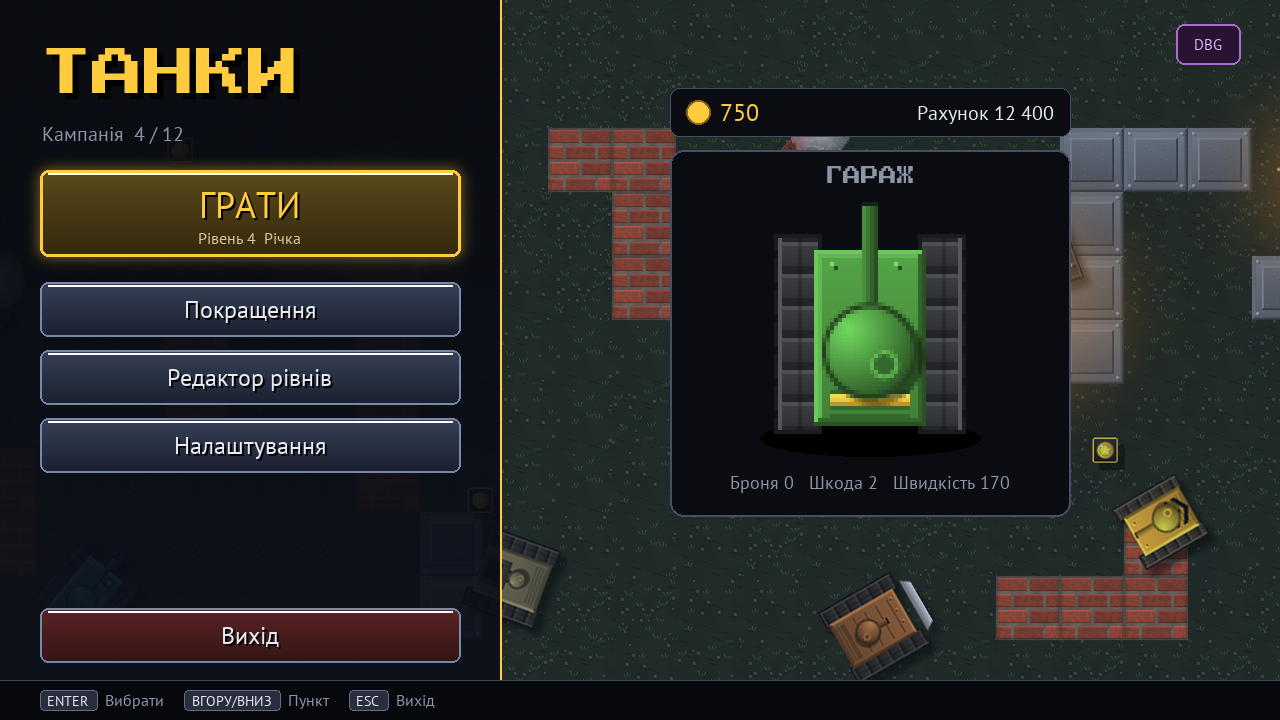 ТАНКИ
Кампанія 4 / 12
ГРАТИ
Рівень 4 Річка
Покращення
Редактор рівнів
Налаштування
Вихід
DBG
750 Рахунок 12 400
ГАРАЖ
Броня 0 Шкода 2 Швидкість 170
ENTER Вибрати ВГОРУ/ВНИЗ Пункт ESC Вихід